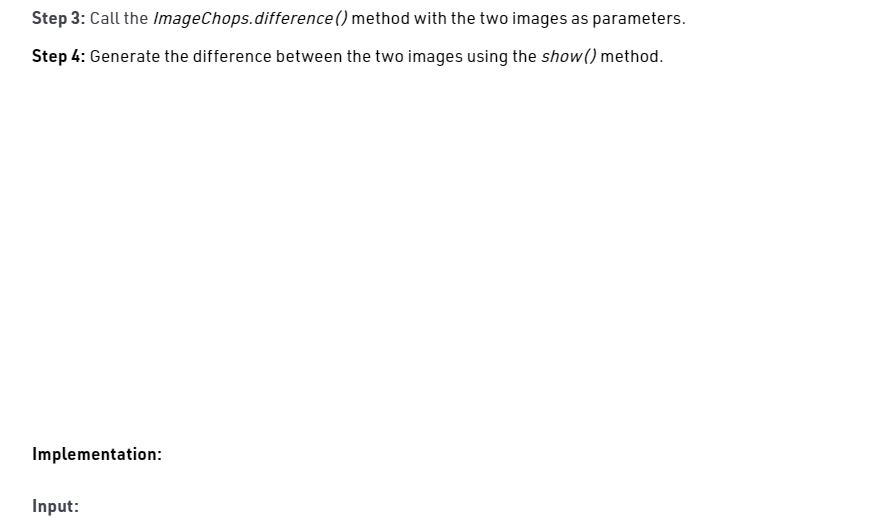 Step 3: Call the ImageChops.difference() method with the two images as parameters.
Step 4: Generate the difference between the two images using the show() method.
Implementation:
Input: